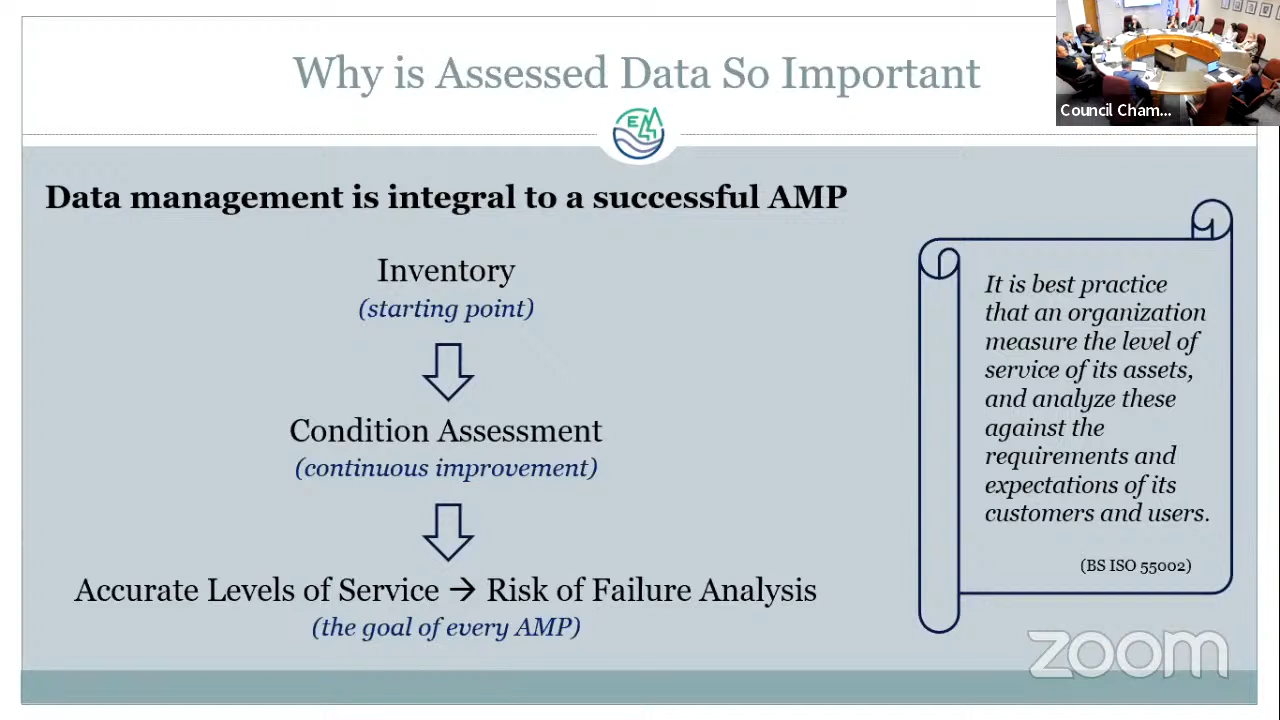 Why is Assessed Data So Important
Council Cham...
Data management is integral to a successful AMP
Inventory
(starting point)
Condition Assessment
(continuous improvement)
Accurate Levels of Service → Risk of Failure Analysis
(the goal of every AMP)
It is best practice
that an organization
measure the level of
service of its assets,
and analyze these
against the
requirements and
expectations of its
customers and users.
(BS ISO 55002)
zoom